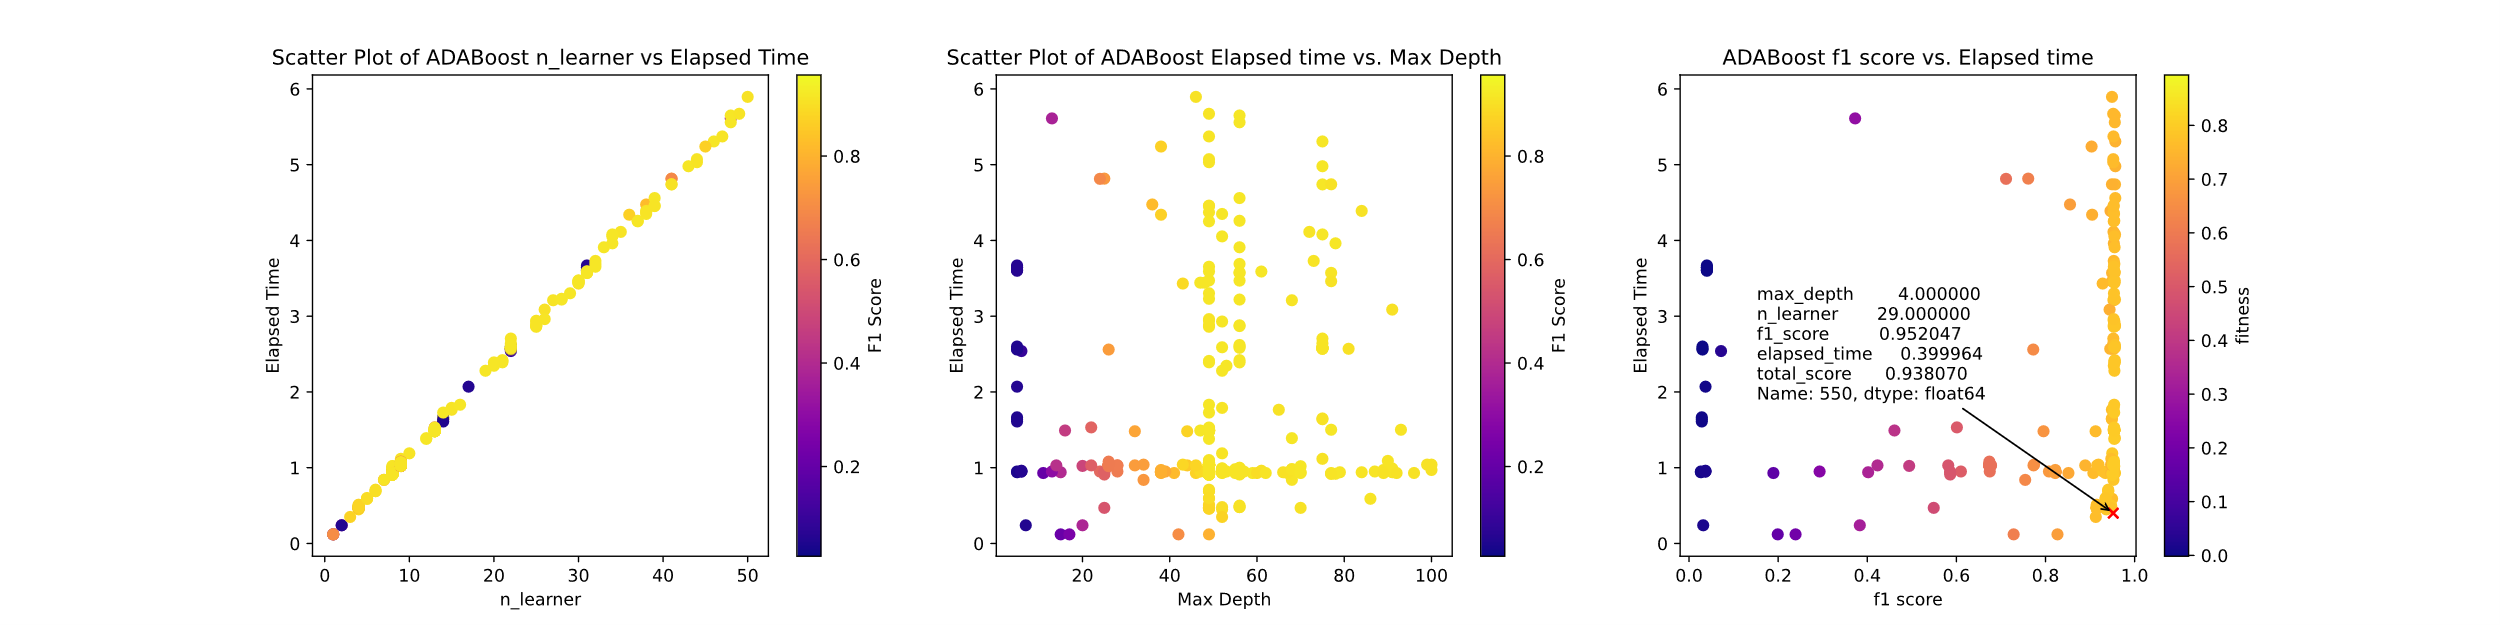 Scatter Plot of ADABoost n_learner vs Elapsed Time
6
5
4
3
2
1
0
Elapsed Time
0 10 20 30 40 50
n_learner
0.8
0.6
0.4
0.2
F1 Score
Scatter Plot of ADABoost Elapsed time vs. Max Depth
6
5
4
3
2
1
0
Elapsed Time
20 40 60 80 100
Max Depth
0.8
0.6
0.4
0.2
F1 Score
ADABoost f1 score vs. Elapsed time
6
5
4
3
2
1
0
Elapsed Time
max_depth 4.000000
n_learner 29.000000
f1_score 0.952047
elapsed_time 0.399964
total_score 0.938070
Name: 550, dtype: float64
0.0 0.2 0.4 0.6 0.8 1.0
f1 score
0.8
0.7
0.6
0.5
0.4
0.3
0.2
0.1
0.0
fitness